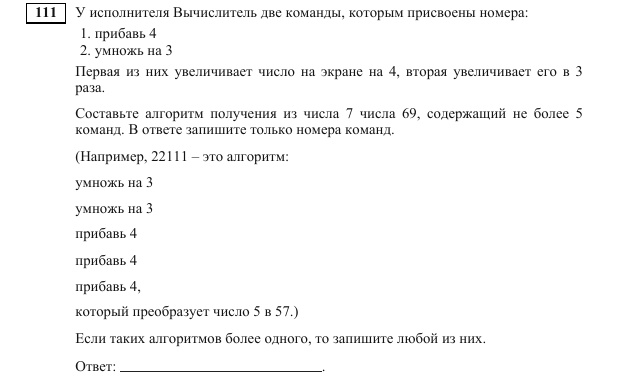 111 У исполнителя Вычислитель две команды, которым присвоены номера:
1. прибавь 4
2. умножь на 3
Первая из них увеличивает число на экране на 4, вторая увеличивает его в 3
раза.
Составьте алгоритм получения из числа 7 числа 69, содержащий не более 5
команд. В ответе запишите только номера команд.
(Например, 22111 – это алгоритм:
умножь на 3
умножь на 3
прибавь 4
прибавь 4
прибавь 4,
который преобразует число 5 в 57.)
Если таких алгоритмов более одного, то запишите любой из них.
Ответ: .